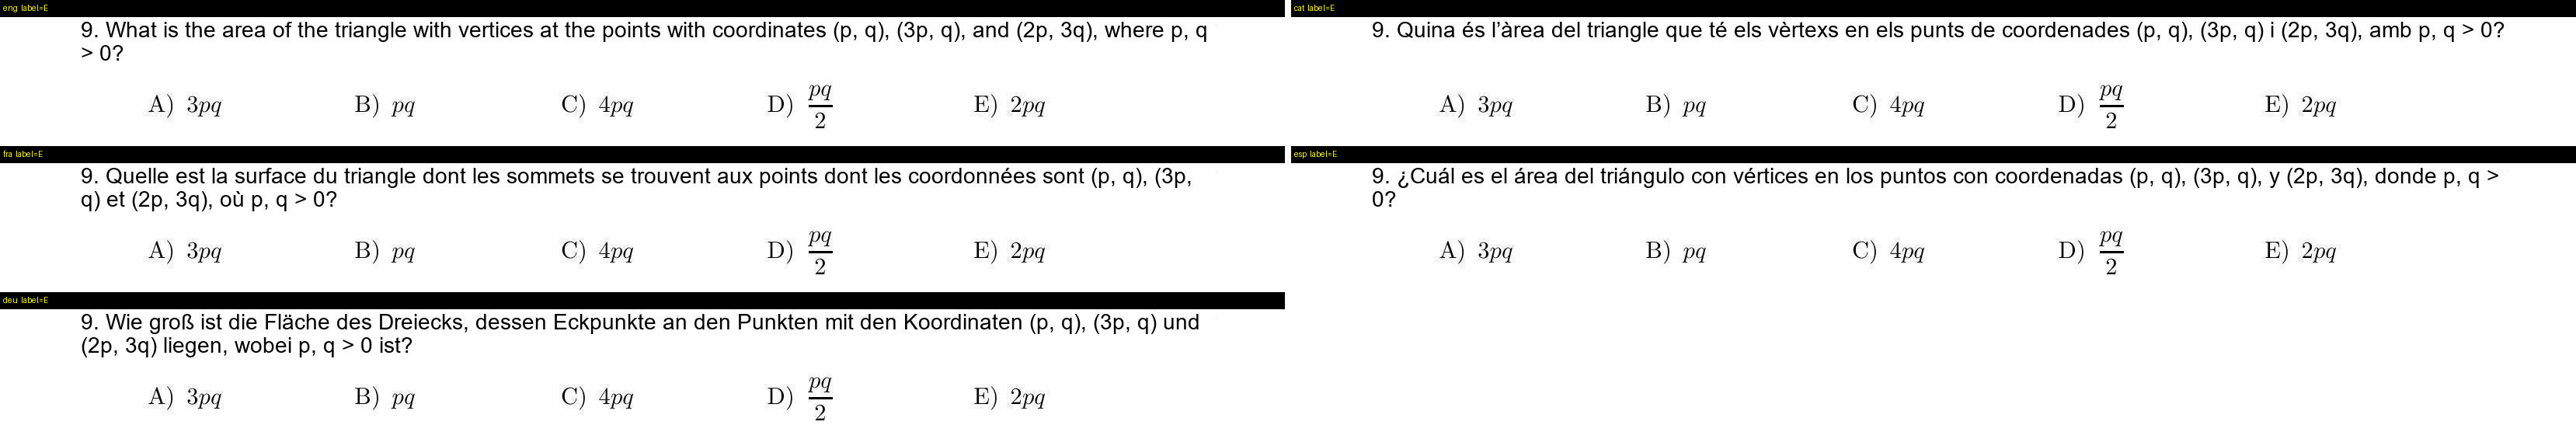 eng label=E
9. What is the area of the triangle with vertices at the points with coordinates (p, q), (3p, q), and (2p, 3q), where p, q
> 0?
A) 3pq B) pq C) 4pq D) pq/2 E) 2pq
cat label=E
9. Quina és l'àrea del triangle que té els vèrtexs en els punts de coordenades (p, q), (3p, q) i (2p, 3q), amb p, q > 0?
A) 3pq B) pq C) 4pq D) pq/2 E) 2pq
fra label=E
9. Quelle est la surface du triangle dont les sommets se trouvent aux points dont les coordonnées sont (p, q), (3p,
q) et (2p, 3q), où p, q > 0?
A) 3pq B) pq C) 4pq D) pq/2 E) 2pq
esp label=E
9. ¿Cuál es el área del triángulo con vértices en los puntos con coordenadas (p, q), (3p, q), y (2p, 3q), donde p, q >
0?
A) 3pq B) pq C) 4pq D) pq/2 E) 2pq
deu label=E
9. Wie groß ist die Fläche des Dreiecks, dessen Eckpunkte an den Punkten mit den Koordinaten (p, q), (3p, q) und
(2p, 3q) liegen, wobei p, q > 0 ist?
A) 3pq B) pq C) 4pq D) pq/2 E) 2pq